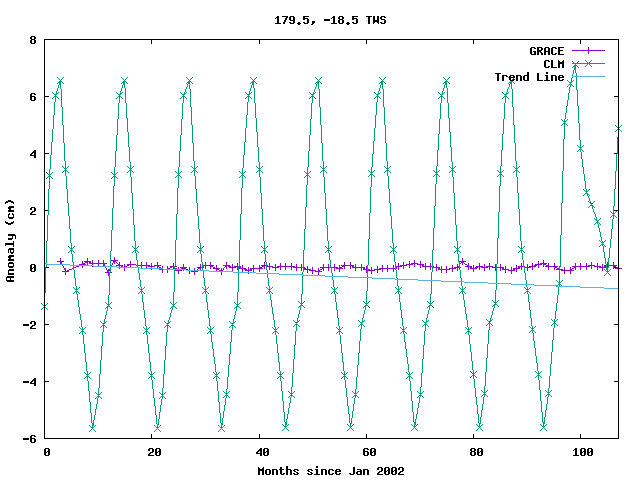 179.5, -18.5 TWS
8
6
4
2
0
-2
-4
-6
Anomaly (cm)
GRACE
CLM
Trend Line
0 20 40 60 80 100
Months since Jan 2002